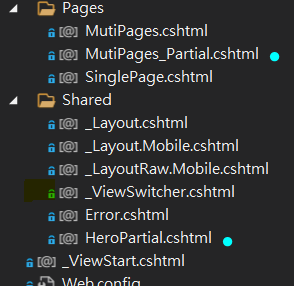 Pages
[@] MutiPages.cshtml
[@] MutiPages_Partial.cshtml
[@] SinglePage.cshtml
Shared
[@] _Layout.cshtml
[@] _Layout.Mobile.cshtml
[@] _LayoutRaw.Mobile.cshtml
[@] _ViewSwitcher.cshtml
[@] Error.cshtml
[@] HeroPartial.cshtml
[@] _ViewStart.cshtml
Web.config